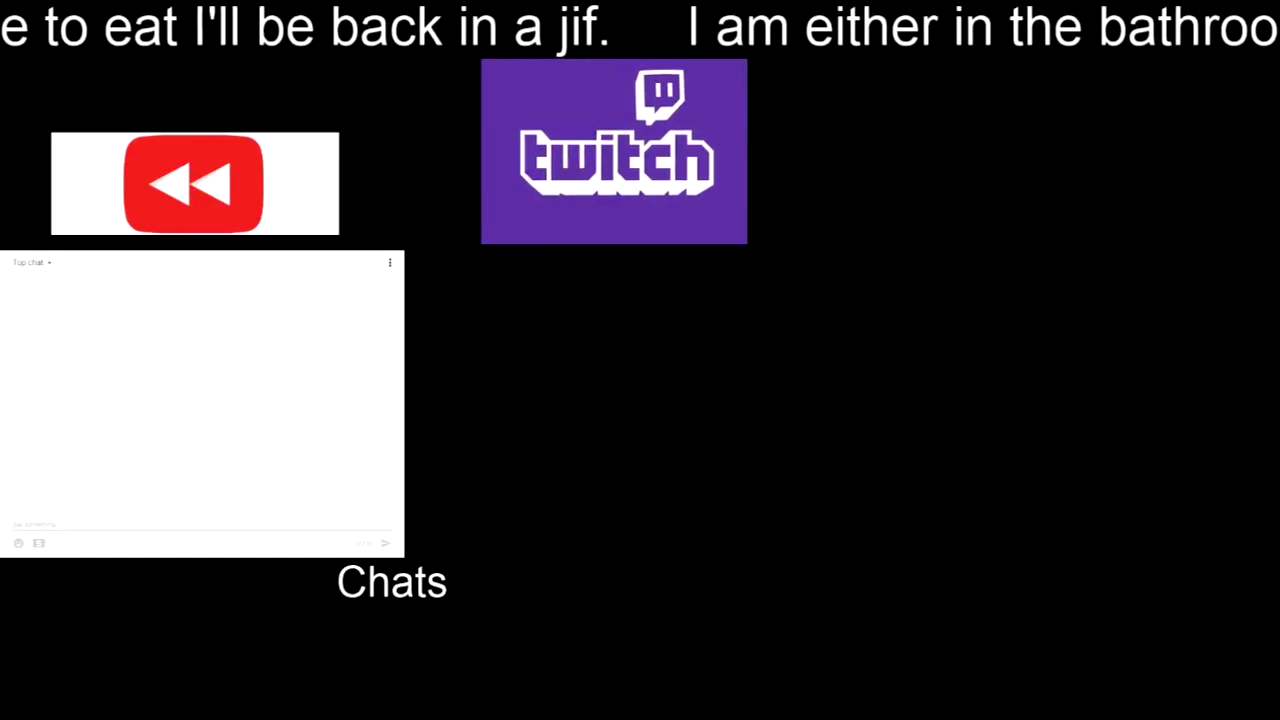 e to eat I'll be back in a jif. I am either in the bathroo
twitch
Top chat
Chats